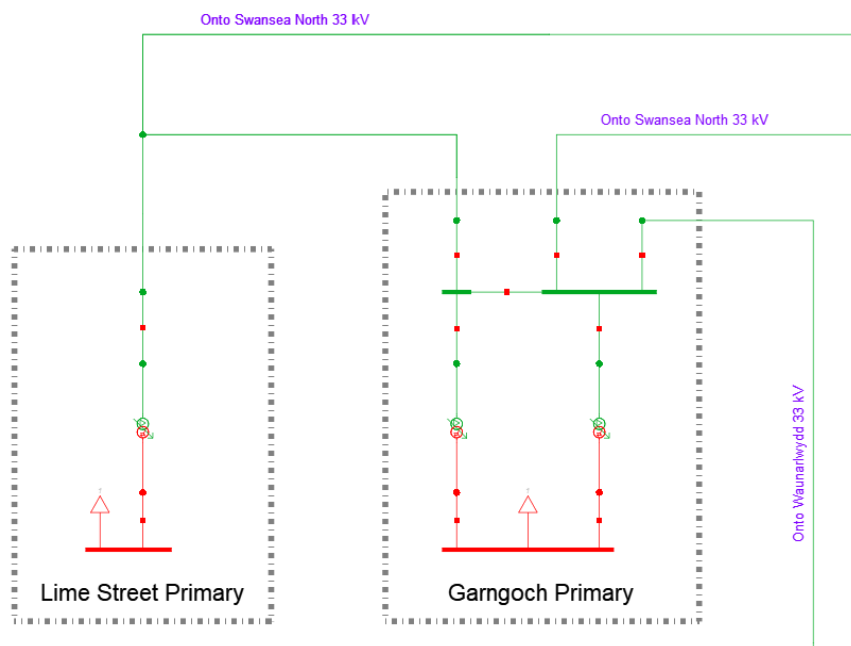 Onto Swansea North 33 kV
Onto Swansea North 33 kV
Onto Waunarlwydd 33 kV
Lime Street Primary
Garngoch Primary